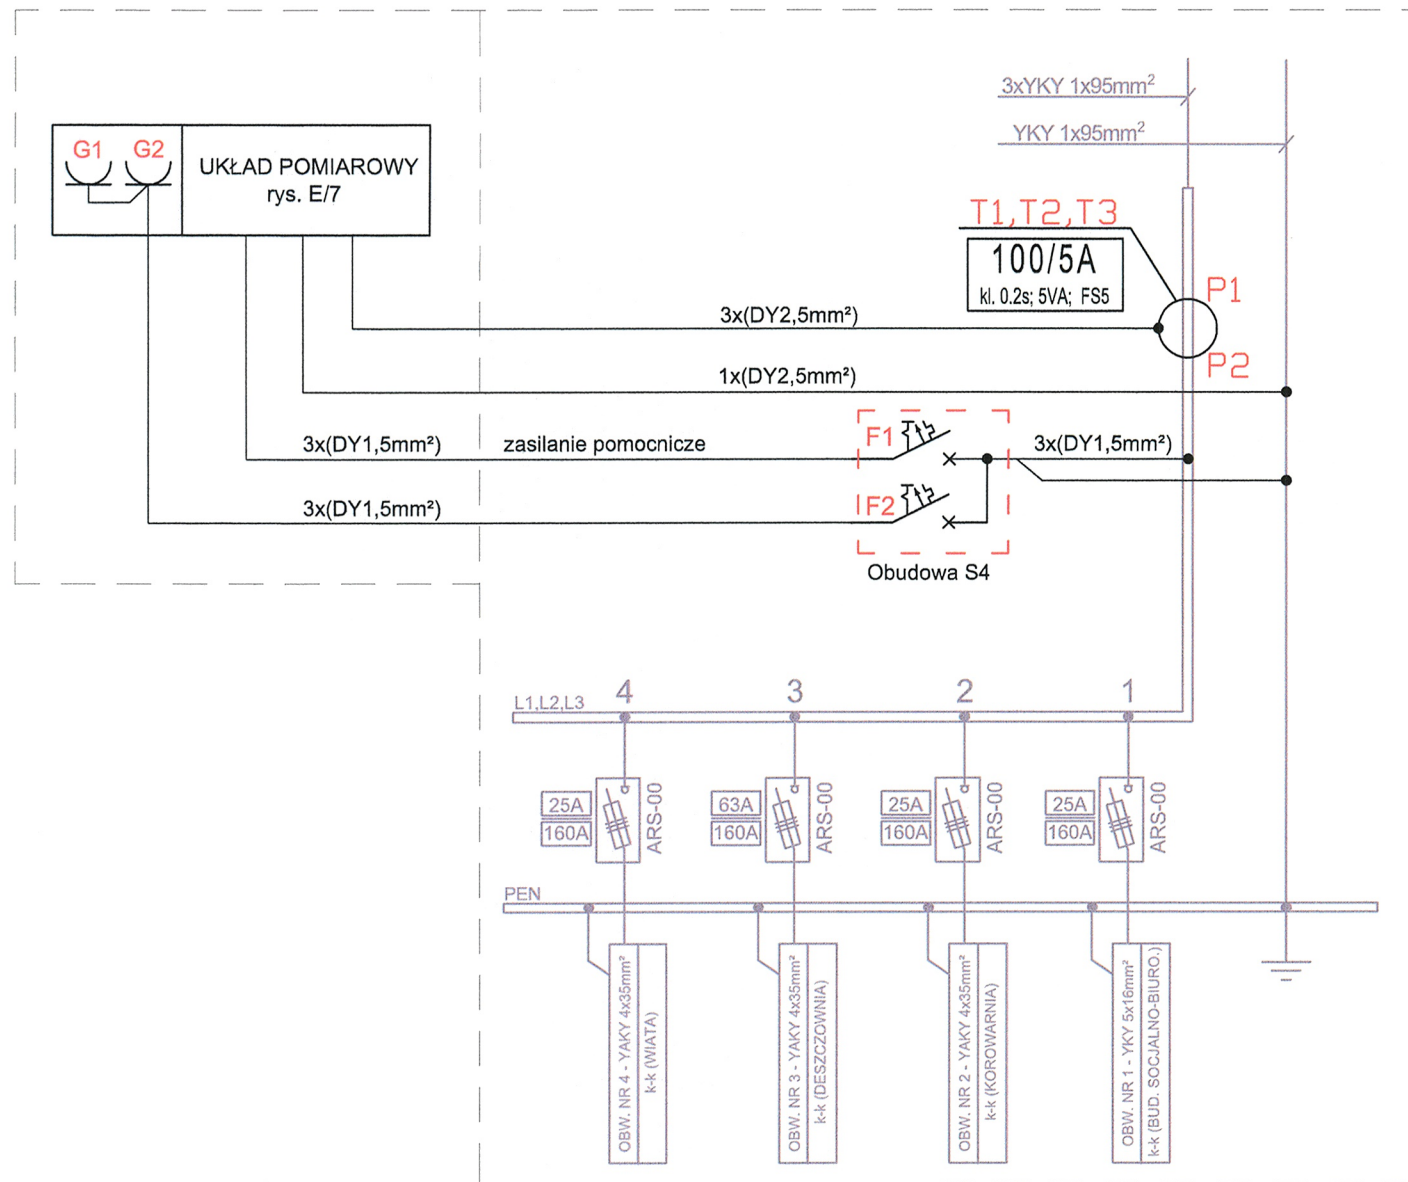 3xYKY 1x95mm²
YKY 1x95mm²
G1
G2
UKŁAD POMIAROWY
rys. E/7
T1,T2,T3
100/5A
kl. 0.2s; 5VA; FS5
P1
P2
3x(DY2,5mm²)
1x(DY2,5mm²)
3x(DY1,5mm²)
zasilanie pomocnicze
F1
3x(DY1,5mm²)
3x(DY1,5mm²)
F2
Obudowa S4
L1,L2,L3
4
3
2
1
25A
160A
ARS-00
63A
160A
ARS-00
25A
160A
ARS-00
25A
160A
ARS-00
PEN
OBW. NR 4 - YAKY 4x35mm²
k-k (WIATA)
OBW. NR 3 - YAKY 4x35mm²
k-k (DESZCZOWNIA)
OBW. NR 2 - YAKY 4x35mm²
k-k (KOROWARNIA)
OBW. NR 1 - YKY 5x16mm²
k-k (BUD. SOCJALNO-BIURO.)